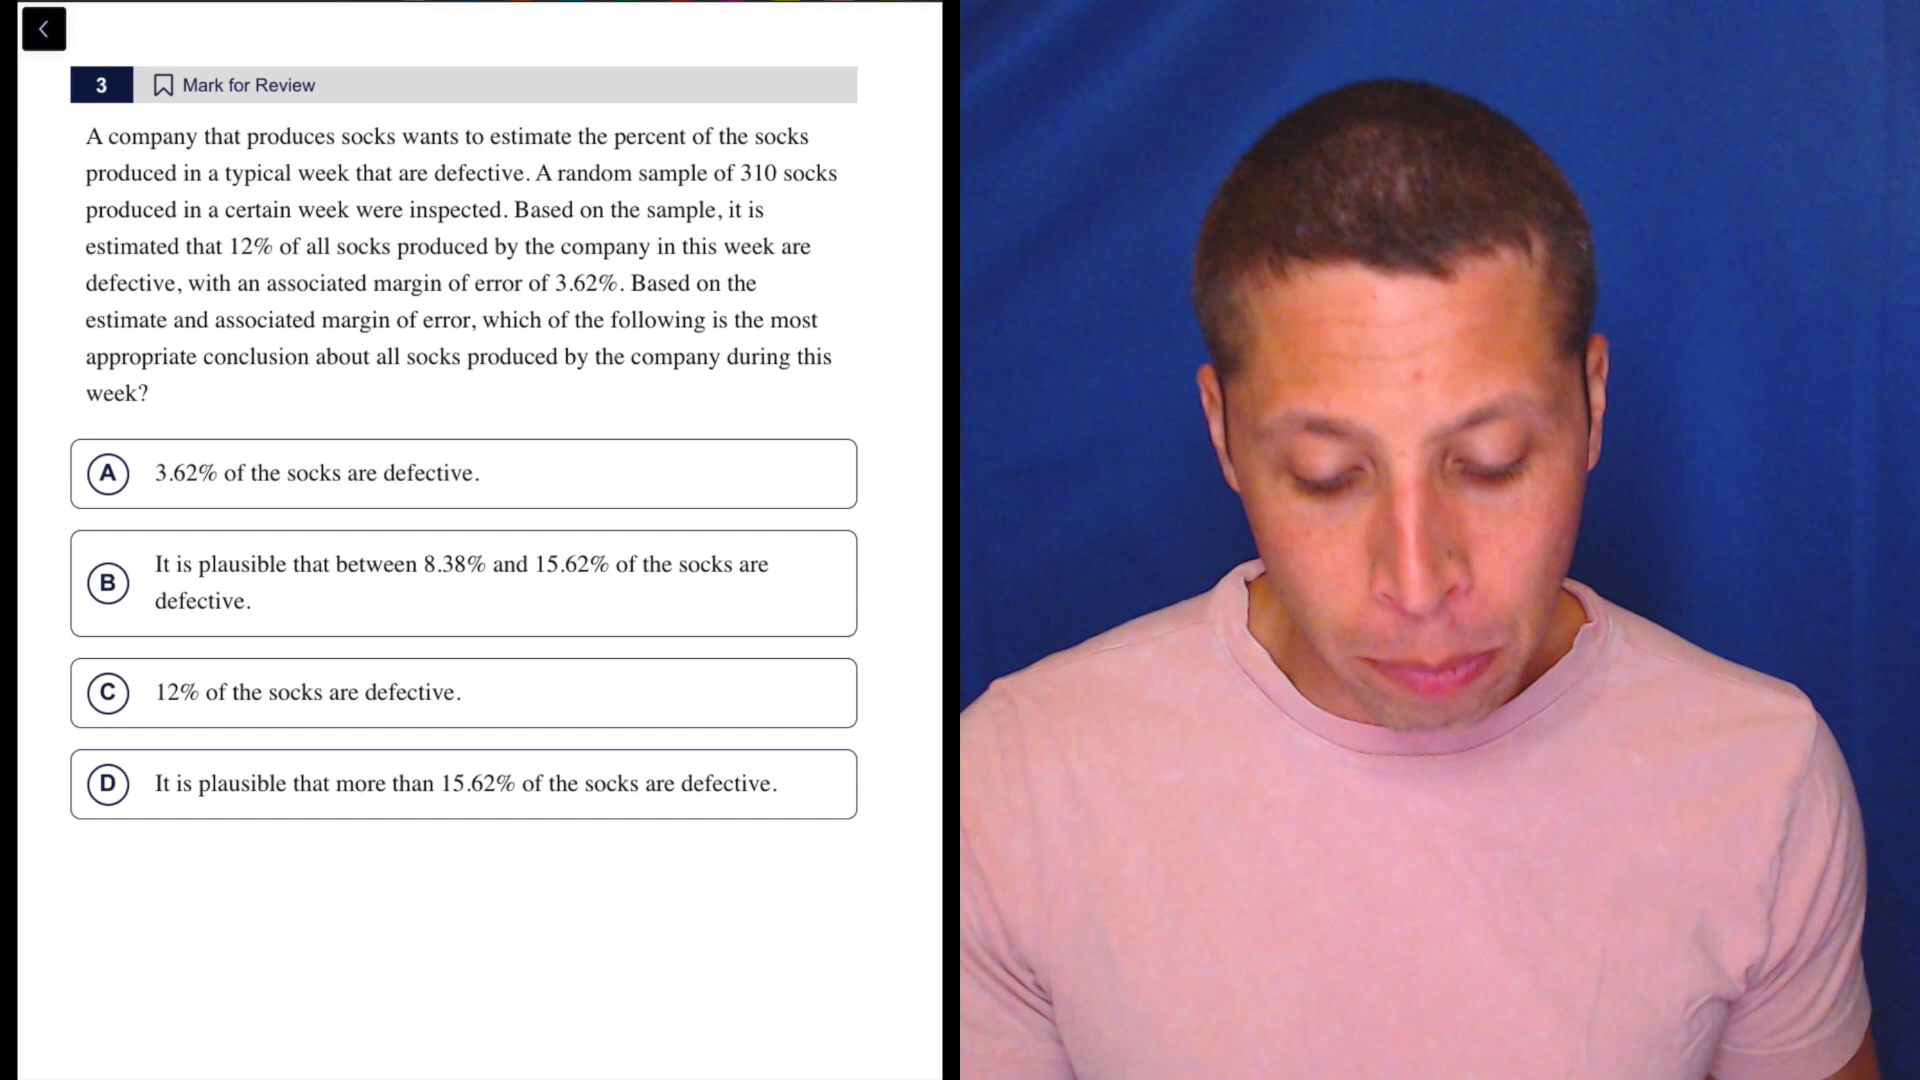 3 Mark for Review
A company that produces socks wants to estimate the percent of the socks
produced in a typical week that are defective. A random sample of 310 socks
produced in a certain week were inspected. Based on the sample, it is
estimated that 12% of all socks produced by the company in this week are
defective, with an associated margin of error of 3.62%. Based on the
estimate and associated margin of error, which of the following is the most
appropriate conclusion about all socks produced by the company during this
week?
A 3.62% of the socks are defective.
B It is plausible that between 8.38% and 15.62% of the socks are
defective.
C 12% of the socks are defective.
D It is plausible that more than 15.62% of the socks are defective.